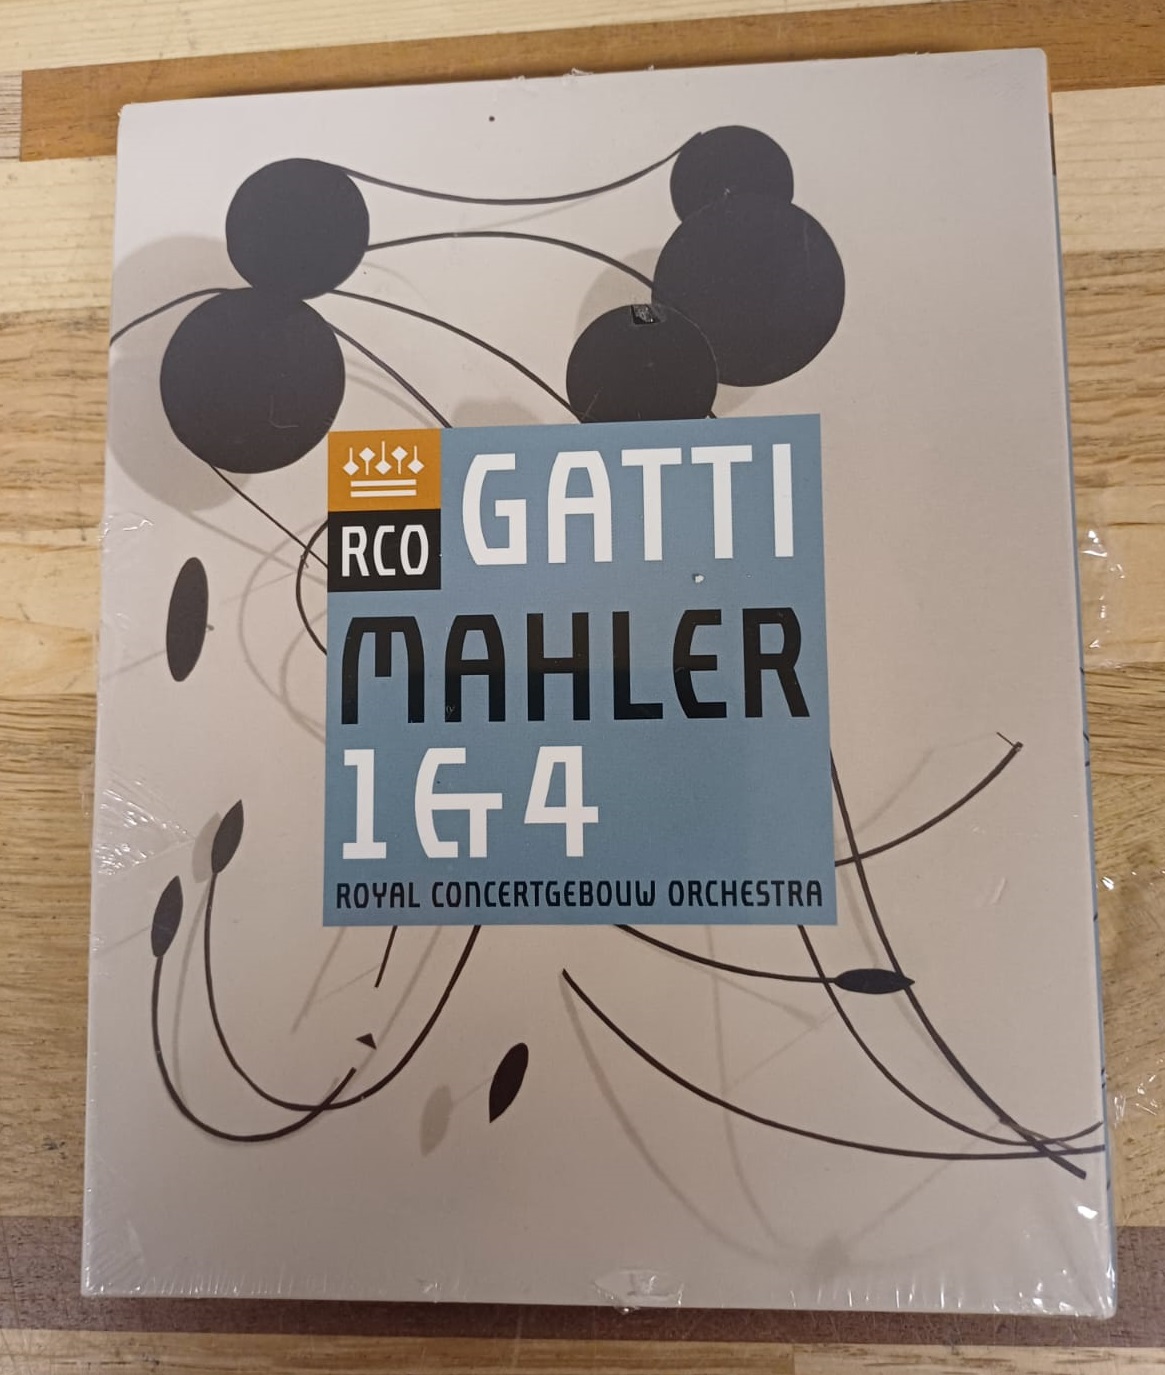 RCO
GATTI
MAHLER
1 & 4
ROYAL CONCERTGEBOUW ORCHESTRA